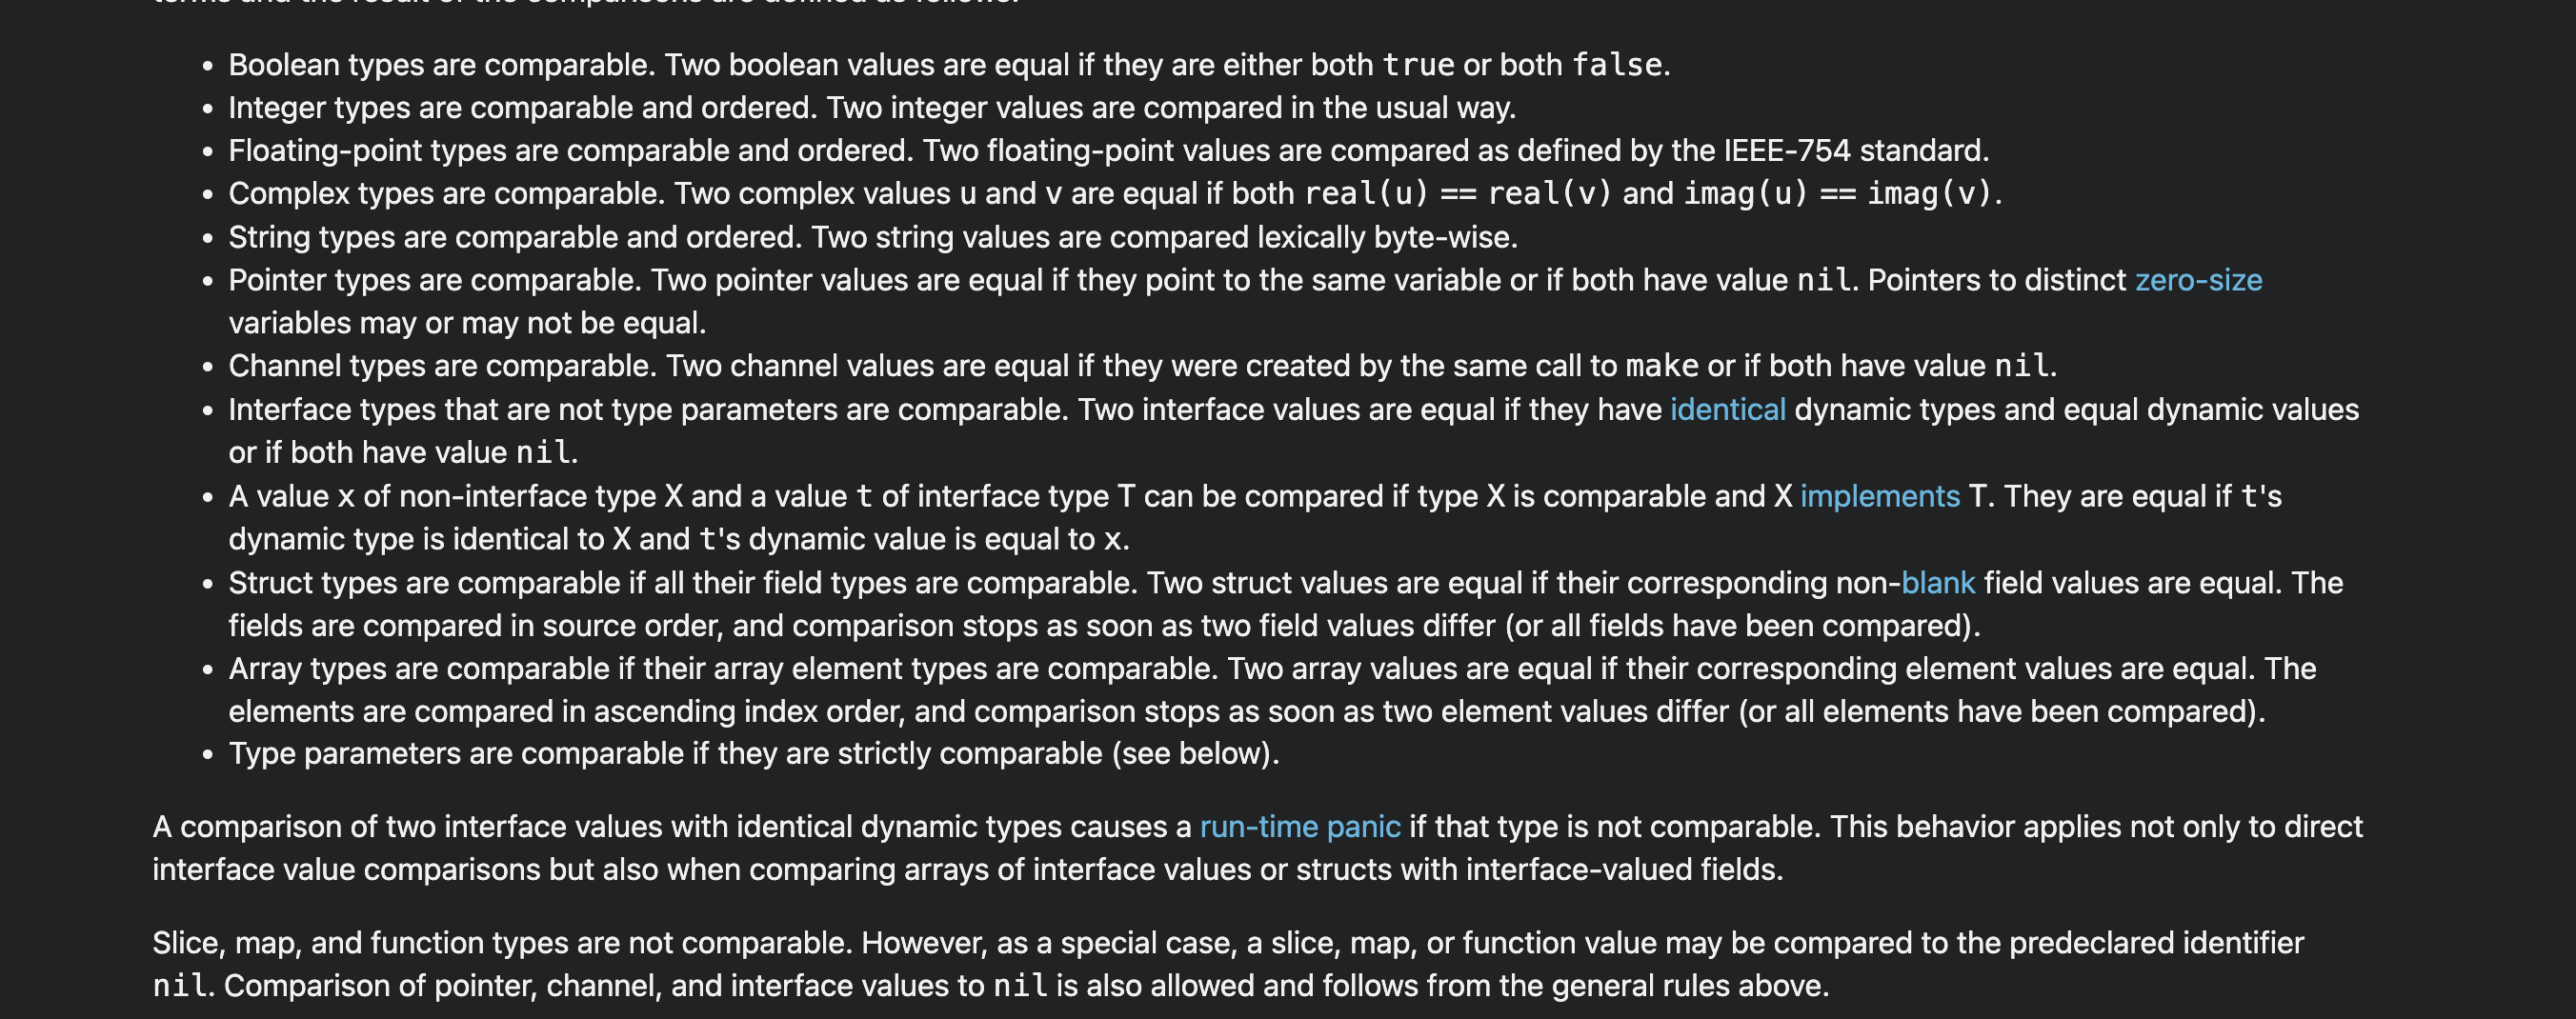 terms and the result of the comparisons are defined as follows:
• Boolean types are comparable. Two boolean values are equal if they are either both true or both false.
• Integer types are comparable and ordered. Two integer values are compared in the usual way.
• Floating-point types are comparable and ordered. Two floating-point values are compared as defined by the IEEE-754 standard.
• Complex types are comparable. Two complex values u and v are equal if both real(u) == real(v) and imag(u) == imag(v).
• String types are comparable and ordered. Two string values are compared lexically byte-wise.
• Pointer types are comparable. Two pointer values are equal if they point to the same variable or if both have value nil. Pointers to distinct zero-size
variables may or may not be equal.
• Channel types are comparable. Two channel values are equal if they were created by the same call to make or if both have value nil.
• Interface types that are not type parameters are comparable. Two interface values are equal if they have identical dynamic types and equal dynamic values
or if both have value nil.
• A value x of non-interface type X and a value t of interface type T can be compared if type X is comparable and X implements T. They are equal if t's
dynamic type is identical to X and t's dynamic value is equal to x.
• Struct types are comparable if all their field types are comparable. Two struct values are equal if their corresponding non-blank field values are equal. The
fields are compared in source order, and comparison stops as soon as two field values differ (or all fields have been compared).
• Array types are comparable if their array element types are comparable. Two array values are equal if their corresponding element values are equal. The
elements are compared in ascending index order, and comparison stops as soon as two element values differ (or all elements have been compared).
• Type parameters are comparable if they are strictly comparable (see below).
A comparison of two interface values with identical dynamic types causes a run-time panic if that type is not comparable. This behavior applies not only to direct
interface value comparisons but also when comparing arrays of interface values or structs with interface-valued fields.
Slice, map, and function types are not comparable. However, as a special case, a slice, map, or function value may be compared to the predeclared identifier
nil. Comparison of pointer, channel, and interface values to nil is also allowed and follows from the general rules above.